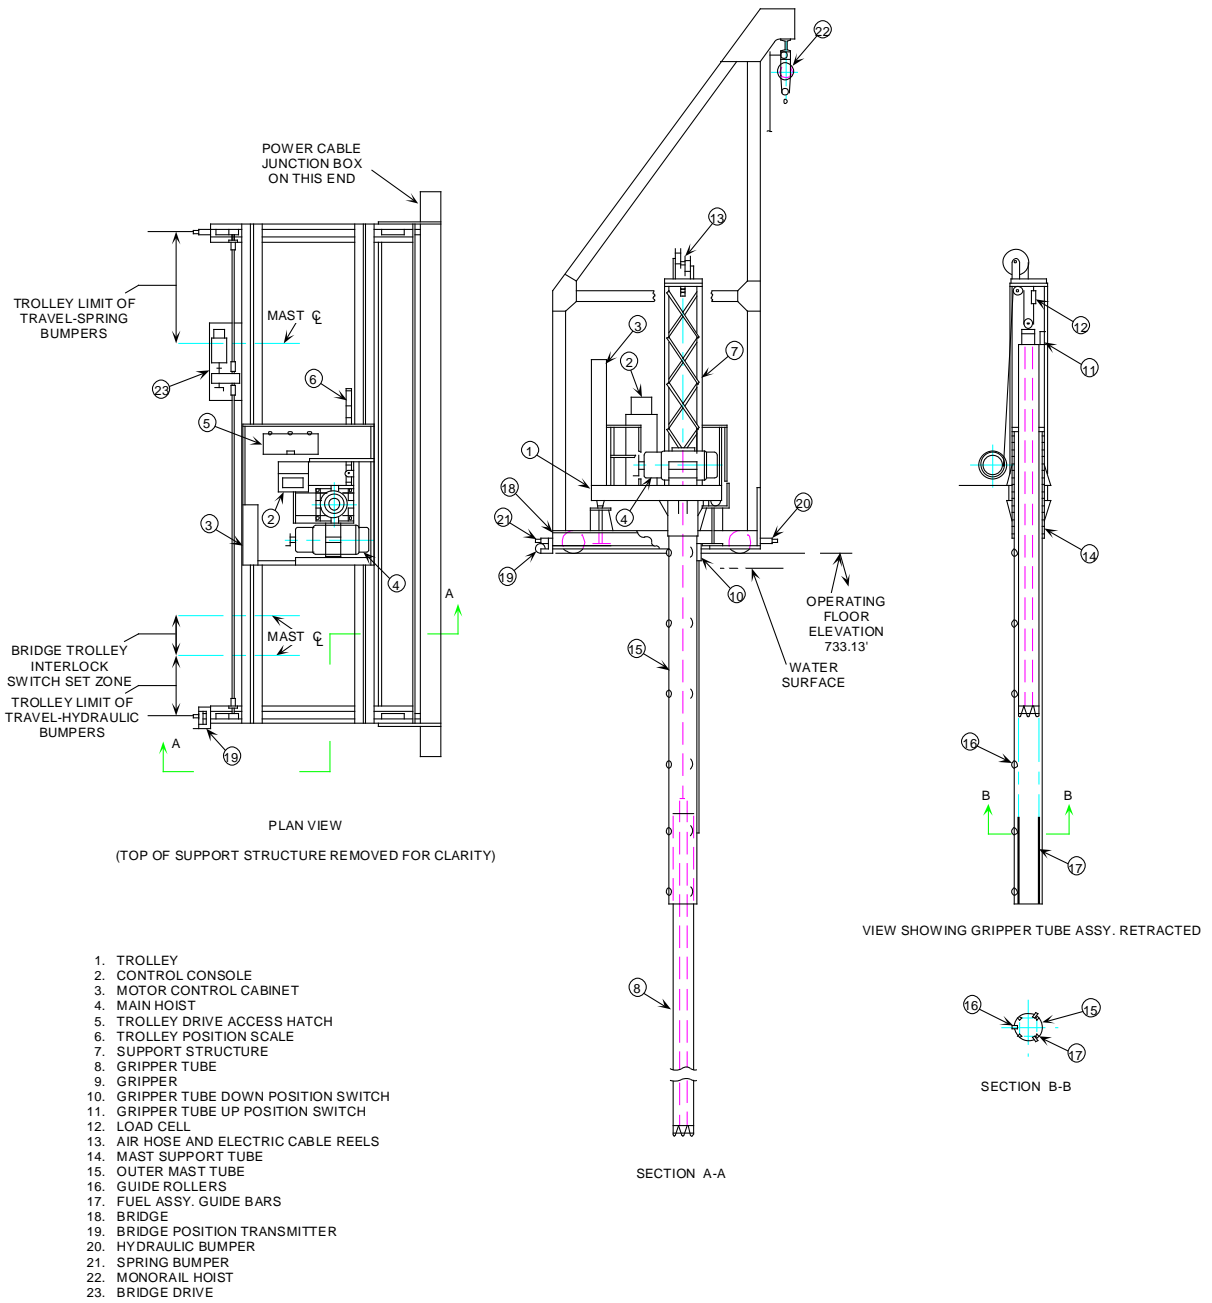 22
POWER CABLE
JUNCTION BOX
ON THIS END
13
TROLLEY LIMIT OF
TRAVEL-SPRING
BUMPERS
MAST ℄
3
12
7
2
11
23
6
5
1
18
20
21
4
3
2
14
4
19
10
A
OPERATING
FLOOR
ELEVATION
733.13'
BRIDGE TROLLEY
INTERLOCK
SWITCH SET ZONE
MAST ℄
15
WATER
SURFACE
TROLLEY LIMIT OF
TRAVEL-HYDRAULIC
BUMPERS
A
19
16
B
B
PLAN VIEW
(TOP OF SUPPORT STRUCTURE REMOVED FOR CLARITY)
17
VIEW SHOWING GRIPPER TUBE ASSY. RETRACTED
8
16
15
17
SECTION B-B
SECTION A-A
1. TROLLEY
2. CONTROL CONSOLE
3. MOTOR CONTROL CABINET
4. MAIN HOIST
5. TROLLEY DRIVE ACCESS HATCH
6. TROLLEY POSITION SCALE
7. SUPPORT STRUCTURE
8. GRIPPER TUBE
9. GRIPPER
10. GRIPPER TUBE DOWN POSITION SWITCH
11. GRIPPER TUBE UP POSITION SWITCH
12. LOAD CELL
13. AIR HOSE AND ELECTRIC CABLE REELS
14. MAST SUPPORT TUBE
15. OUTER MAST TUBE
16. GUIDE ROLLERS
17. FUEL ASSY. GUIDE BARS
18. BRIDGE
19. BRIDGE POSITION TRANSMITTER
20. HYDRAULIC BUMPER
21. SPRING BUMPER
22. MONORAIL HOIST
23. BRIDGE DRIVE